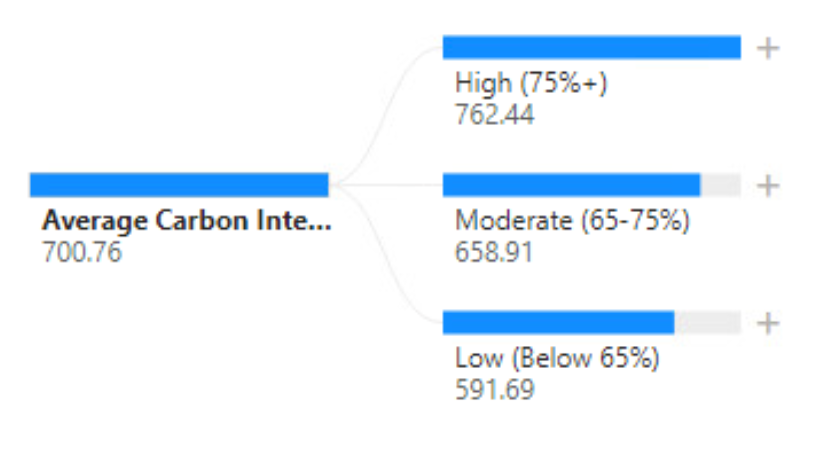 High (75%+)
762.44
Average Carbon Inte...
700.76
Moderate (65-75%)
658.91
Low (Below 65%)
591.69